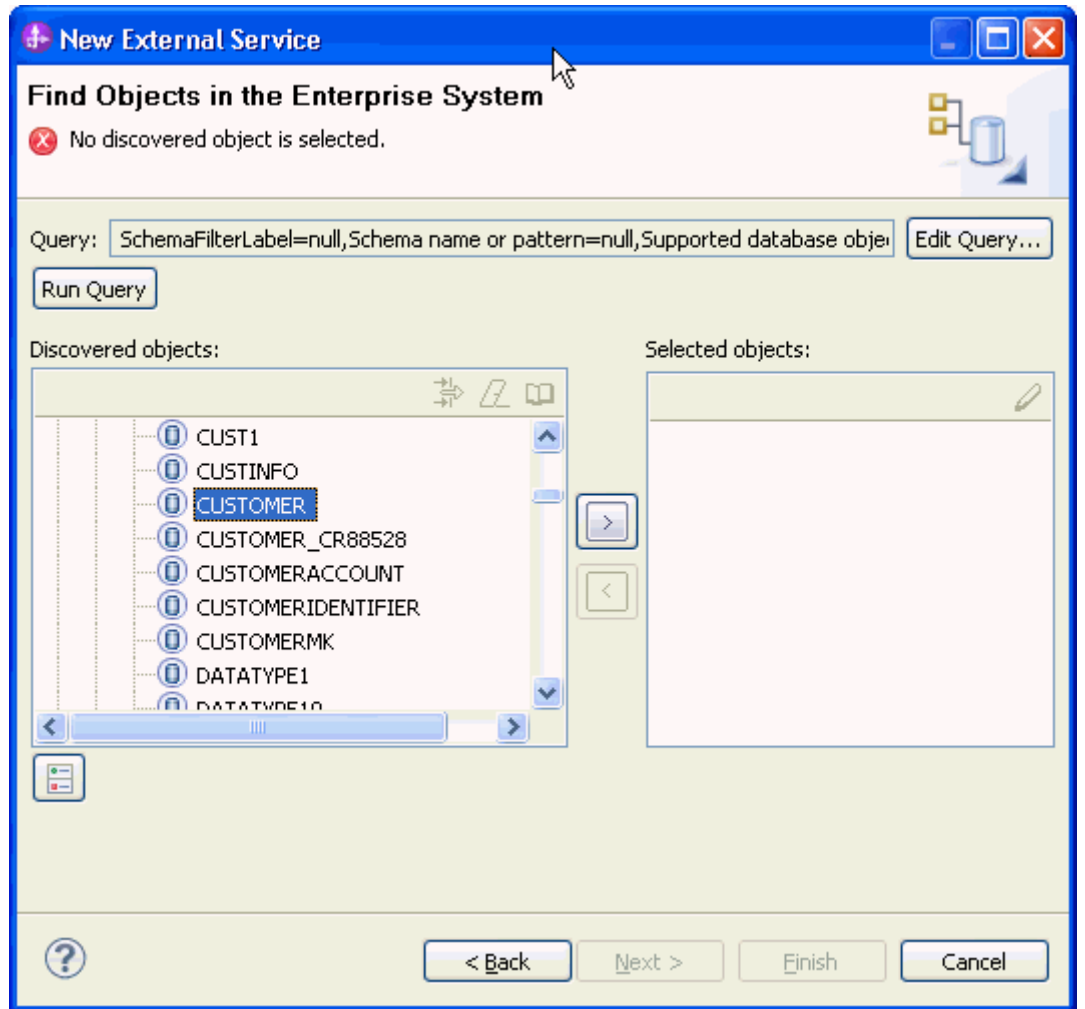 New External Service
Find Objects in the Enterprise System
No discovered object is selected.
Query: SchemaFilterLabel=null,Schema name or pattern=null,Supported database obje Edit Query...
Run Query
Discovered objects: Selected objects:
CUST1
CUSTINFO
CUSTOMER
>
CUSTOMER_CR88528
CUSTOMERACCOUNT
<
CUSTOMERIDENTIFIER
CUSTOMERMK
DATATYPE1
DATATYPE10
? < Back Next > Finish Cancel